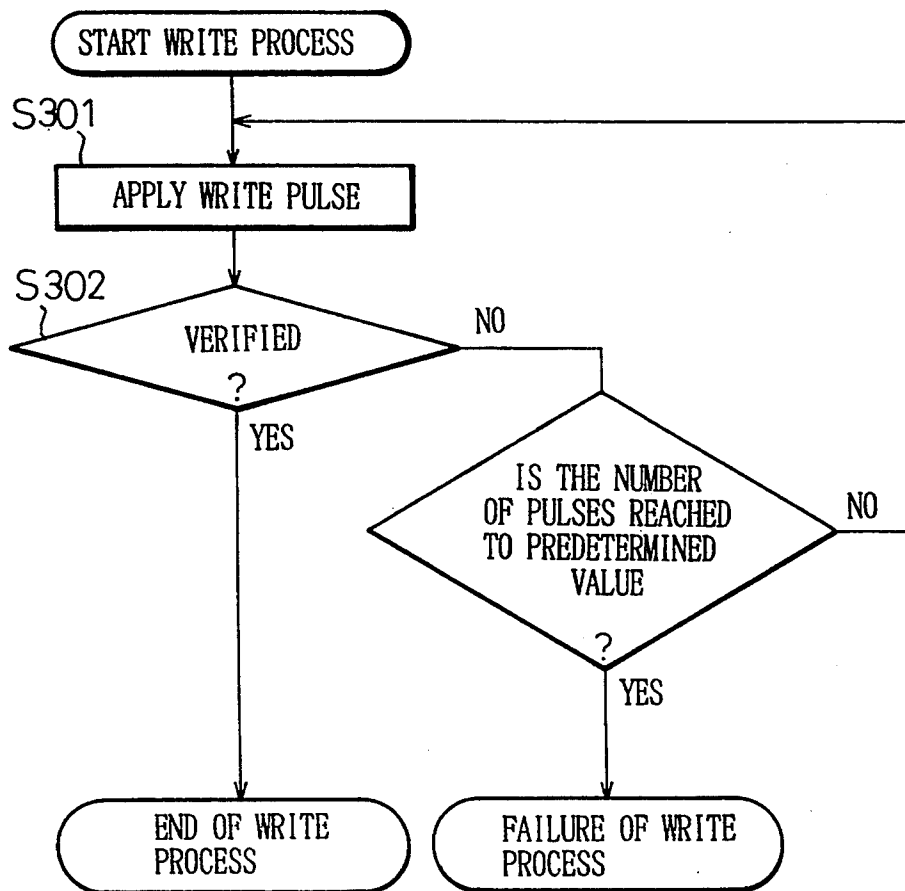 START WRITE PROCESS
S301
APPLY WRITE PULSE
S302
VERIFIED
?
NO
YES
IS THE NUMBER
OF PULSES REACHED
TO PREDETERMINED
VALUE
?
NO
YES
END OF WRITE
PROCESS
FAILURE OF WRITE
PROCESS